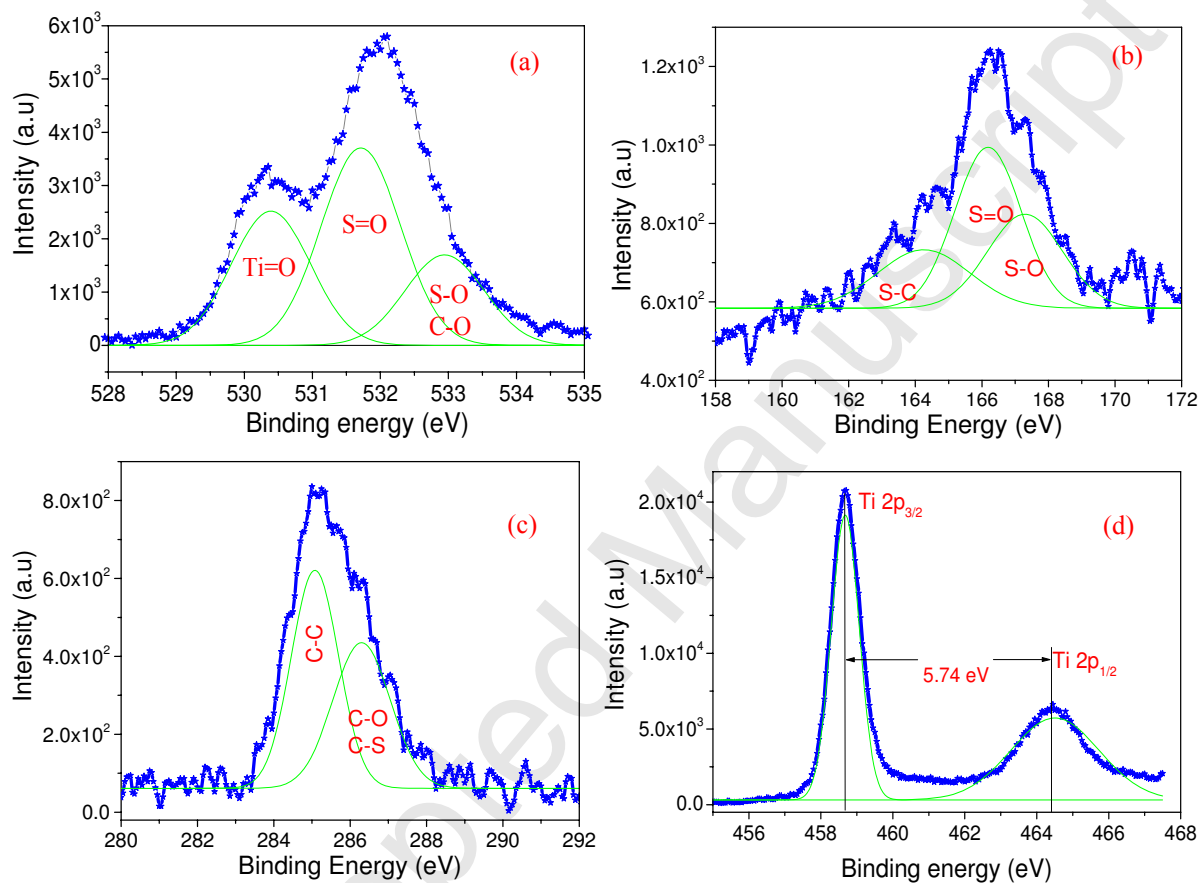 6x10³
5x10³
4x10³
3x10³
2x10³
1x10³
0
Intensity (a.u)
(a)
Ti=O
S=O
S-O
C-O
528 529 530 531 532 533 534 535
Binding energy (eV)
1.2x10³
1.0x10³
8.0x10²
6.0x10²
4.0x10²
Intensity (a.u)
(b)
S=O
S-C
S-O
158 160 162 164 166 168 170 172
Binding Energy (eV)
8.0x10²
6.0x10²
4.0x10²
2.0x10²
0.0
Intensity (a.u)
(c)
C-C
C-O
C-S
280 282 284 286 288 290 292
Binding Energy (eV)
2.0x10⁴
1.5x10⁴
1.0x10⁴
5.0x10³
0.0
Intensity (a.u)
Ti 2p₃/₂
(d)
Ti 2p₁/₂
5.74 eV
456 458 460 462 464 466 468
Binding energy (eV)
pted Manuscript